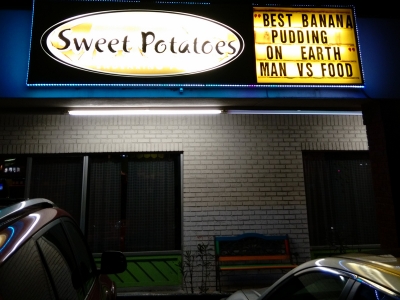 Sweet Potatoes
"BEST BANANA
PUDDING
ON EARTH"
MAN VS FOOD